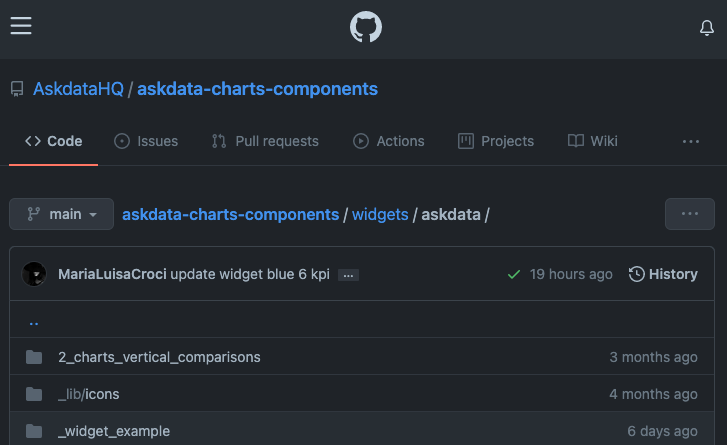 AskdataHQ / askdata-charts-components
Code Issues Pull requests Actions Projects Wiki ...
main askdata-charts-components / widgets / askdata / ...
MariaLuisaCroci update widget blue 6 kpi ... 19 hours ago History
..
2_charts_vertical_comparisons 3 months ago
_lib/icons 4 months ago
_widget_example 6 days ago